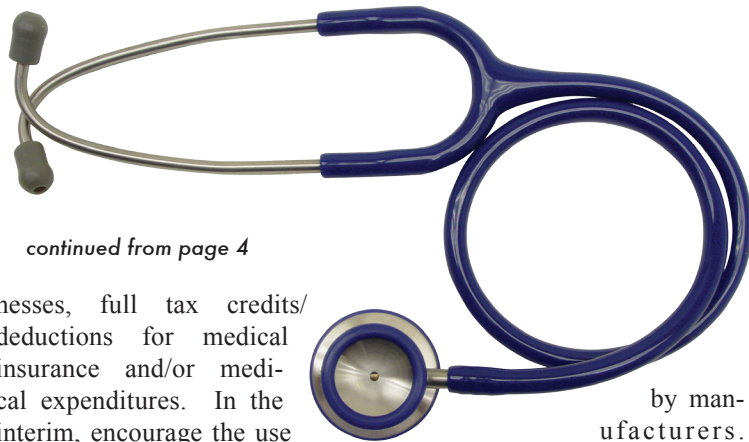 continued from page 4
nesses, full tax credits/
deductions for medical
insurance and/or medi-
cal expenditures. In the
interim, encourage the use
by man-
ufacturers.